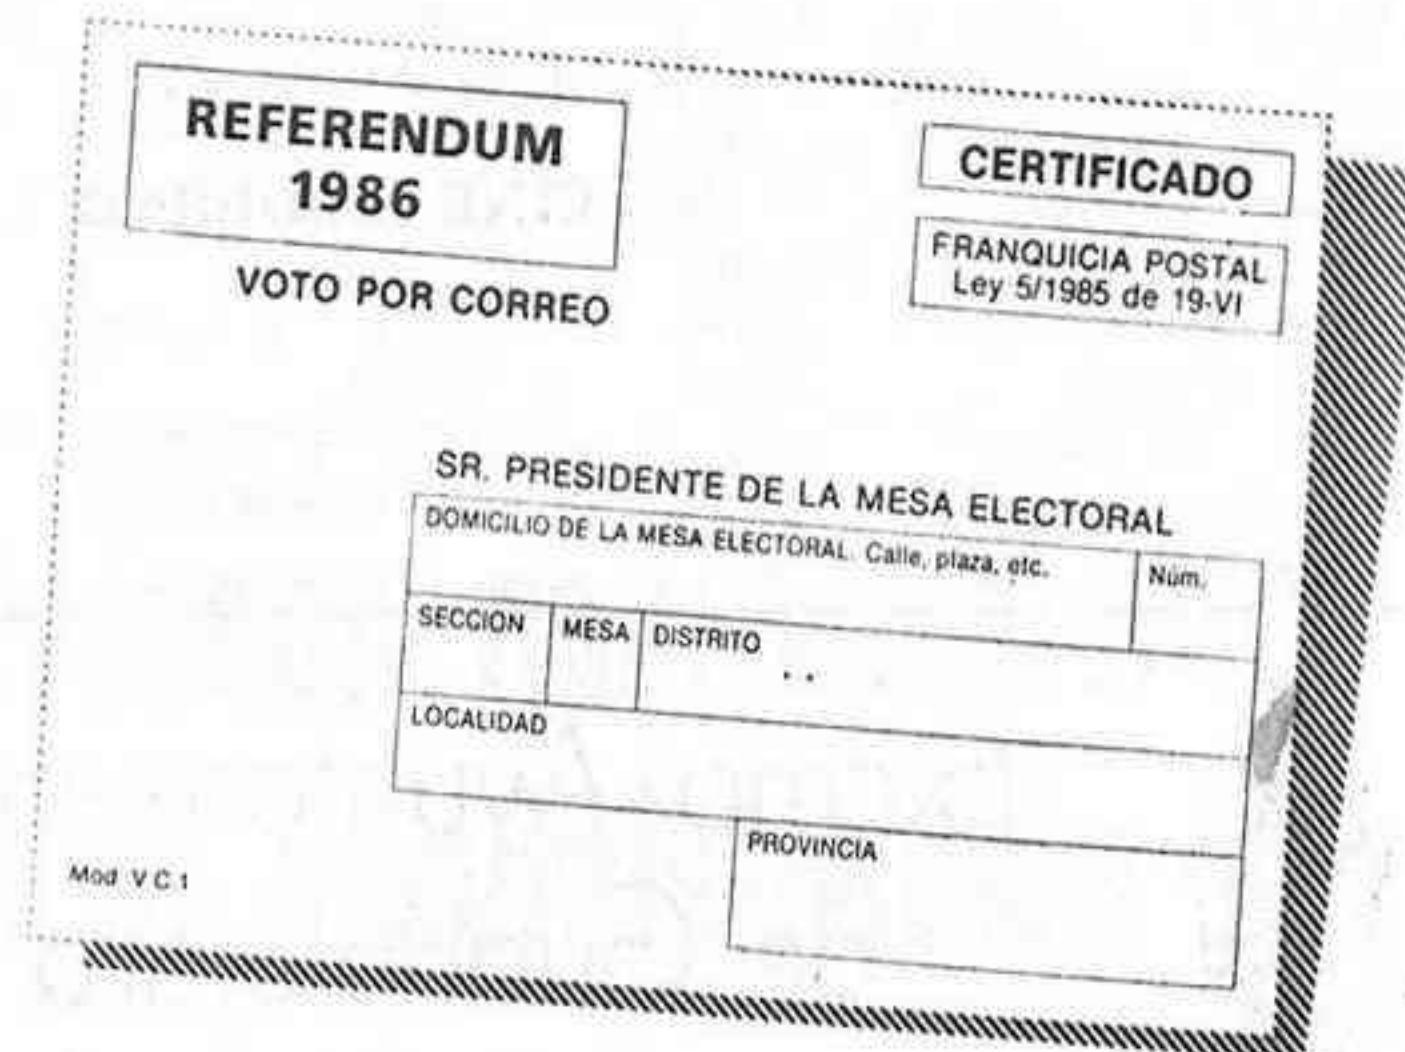 REFERENDUM
1986
VOTO POR CORREO
CERTIFICADO
FRANQUICIA POSTAL
Ley 5/1985 de 19-VI
SR. PRESIDENTE DE LA MESA ELECTORAL
DOMICILIO DE LA MESA ELECTORAL. Calle, plaza, etc.
Núm.
SECCION
MESA
DISTRITO
LOCALIDAD
PROVINCIA
Mod V C 1